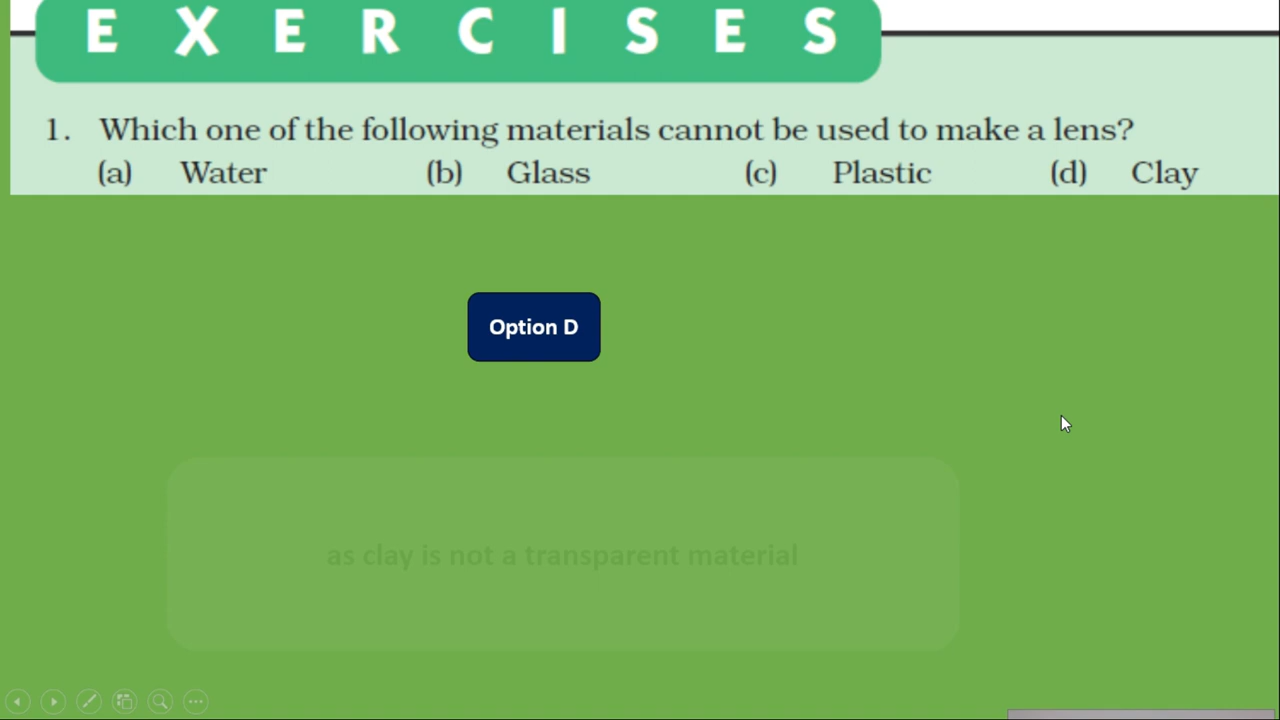 EXERCISES
1. Which one of the following materials cannot be used to make a lens?
(a) Water (b) Glass (c) Plastic (d) Clay
Option D
as clay is not a transparent material